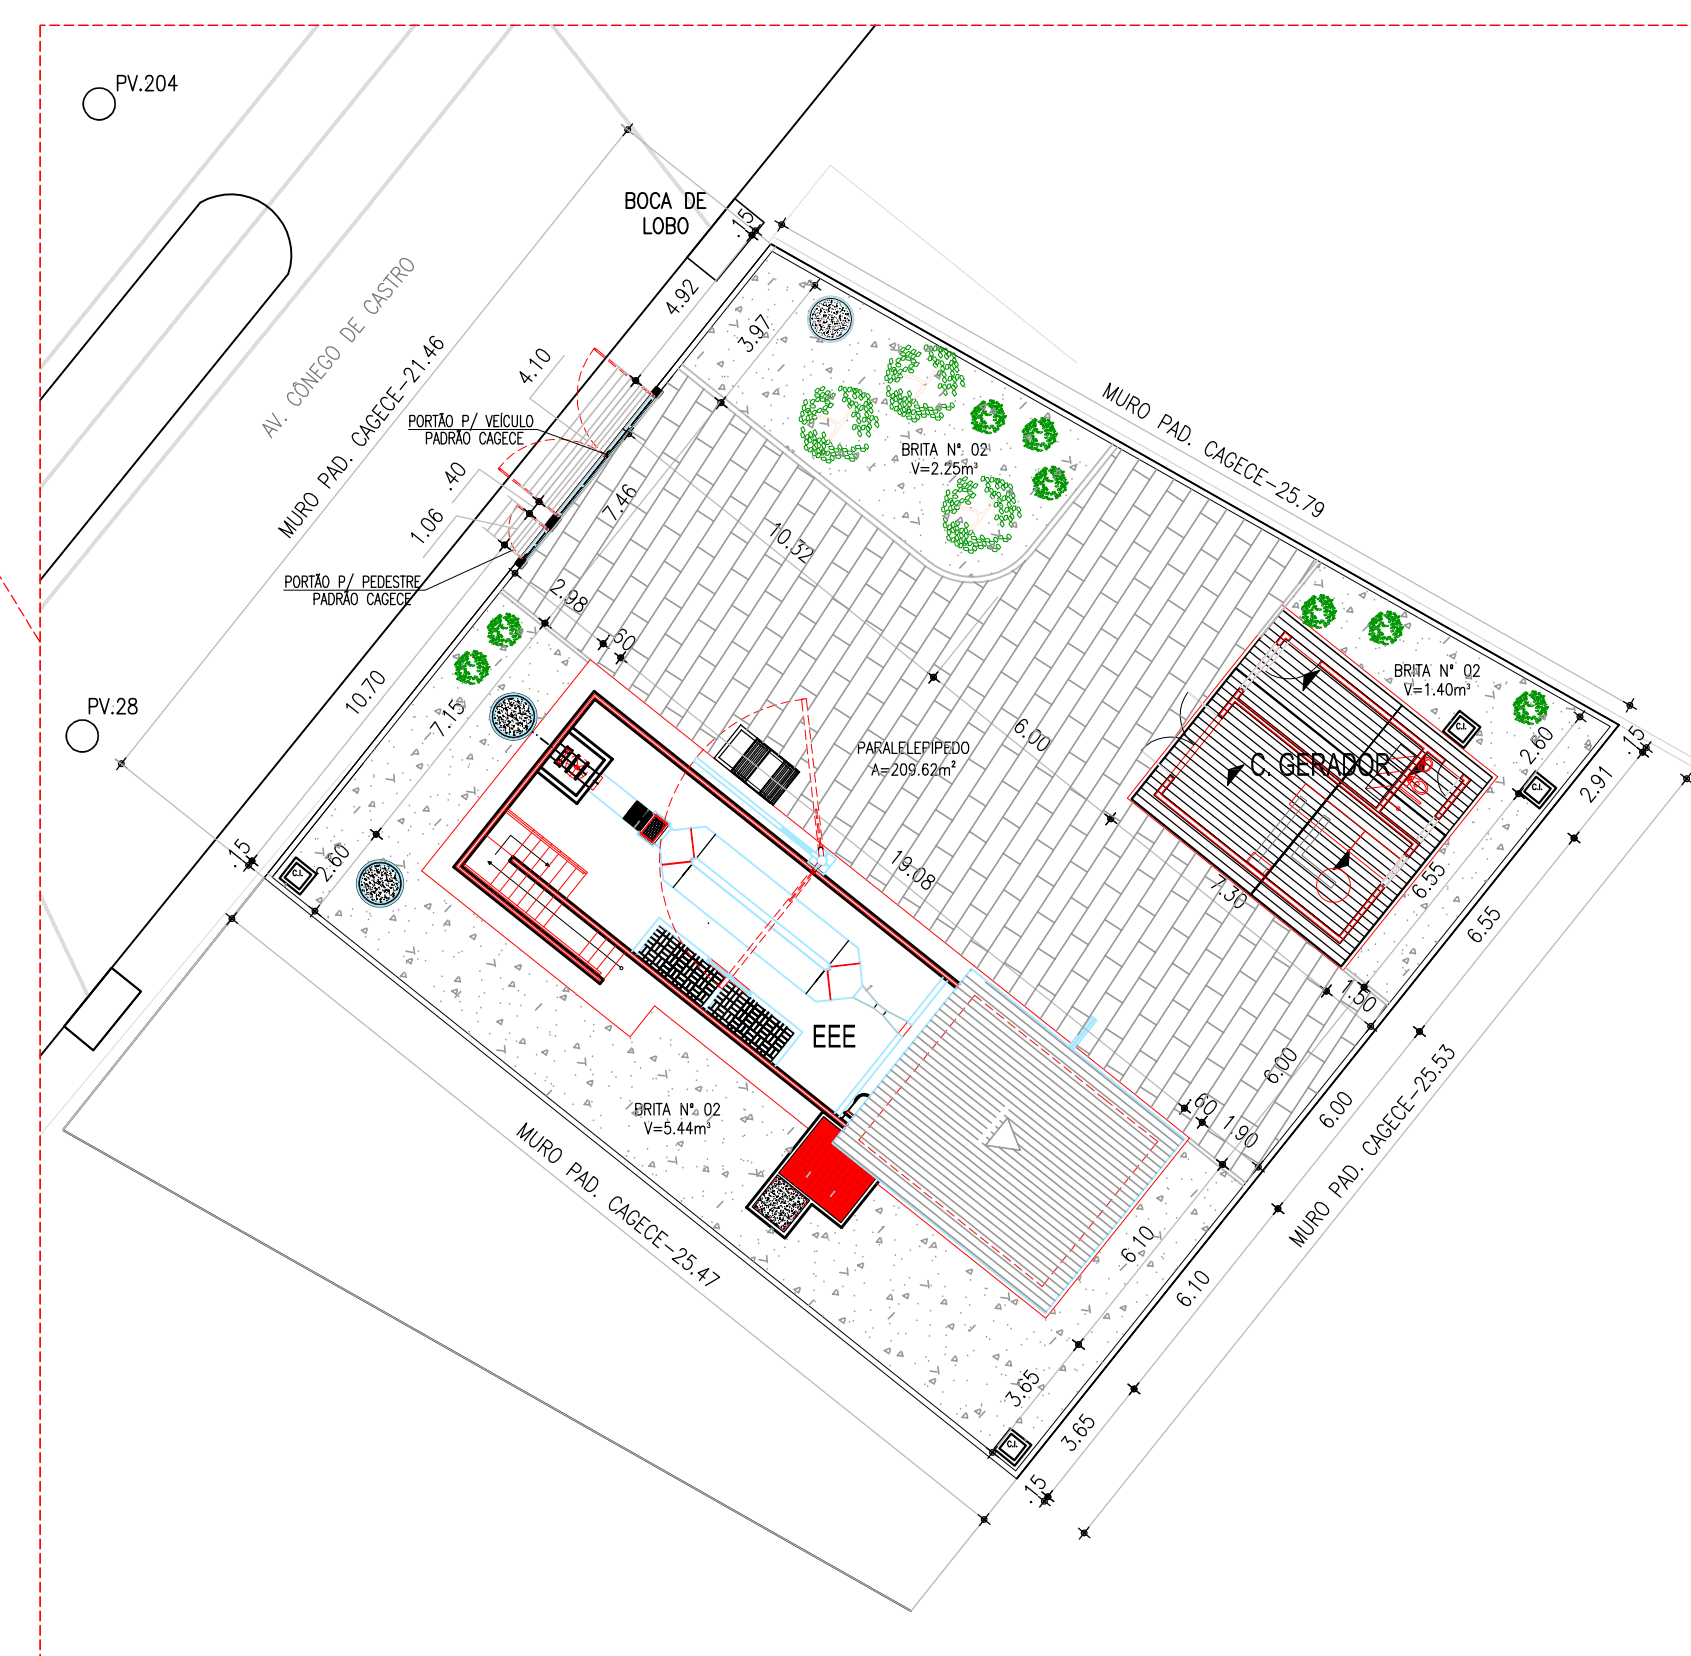 PV.204
BOCA DE
LOBO
.15
4.92
3.97
AV. CÔNEGO DE CASTRO
MURO PAD. CAGECE-21.46
4.10
PORTÃO P/ VEÍCULO
PADRÃO CAGECE
.40
1.06
PORTÃO P/ PEDESTRE
PADRÃO CAGECE
7.46
10.32
2.98
.60
MURO PAD. CAGECE-25.79
BRITA N°. 02
V=2.25m³
BRITA N° 02
V=1.40m³
PV.28
10.70
7.15
6.00
PARALELEPÍPEDO
A=209.62m²
C. GERADOR
2.60
.15
2.91
.15
2.60
C.I.
C.I.
C.I.
19.08
7.30
6.55
6.55
1.50
EEE
6.00
6.00
MURO PAD. CAGECE-25.53
BRITA N°. 02
V=5.44m³
.60
1.90
MURO PAD. CAGECE-25.47
6.10
6.10
3.65
3.65
C.I.
.15